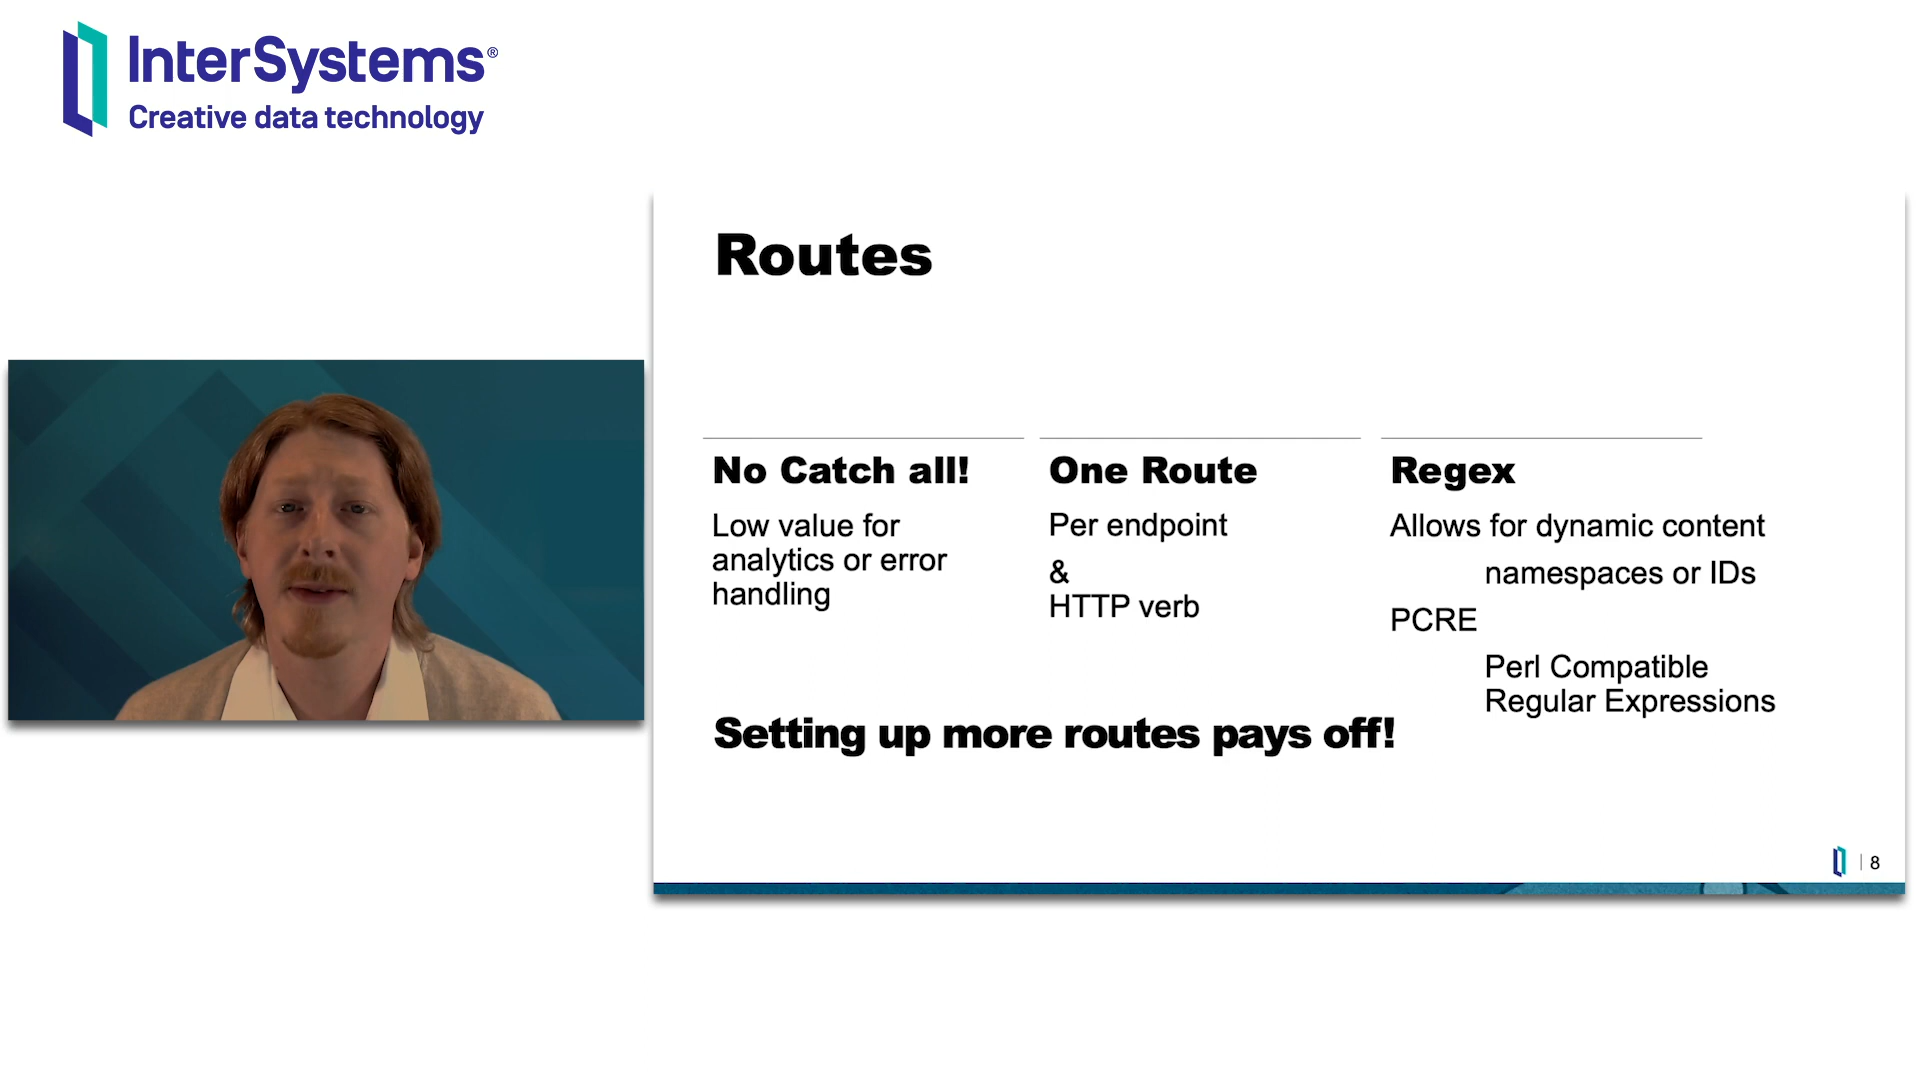 InterSystems®
Creative data technology
Routes
No Catch all!
Low value for
analytics or error
handling
One Route
Per endpoint
&
HTTP verb
Regex
Allows for dynamic content
namespaces or IDs
PCRE
Perl Compatible
Regular Expressions
Setting up more routes pays off!
8